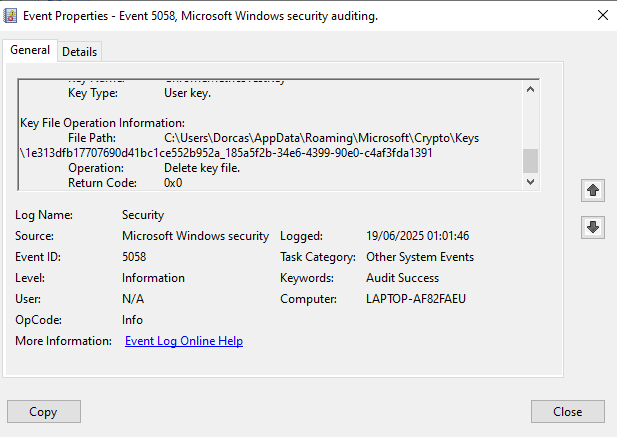 Event Properties - Event 5058, Microsoft Windows security auditing.
General
Details
Key Type: User key.
Key File Operation Information:
File Path: C:\Users\Dorcas\AppData\Roaming\Microsoft\Crypto\Keys
\1e313dfb17707690d41bc1ce552b952a_185a5f2b-34e6-4399-90e0-c4af3fda1391
Operation: Delete key file.
Return Code: 0x0
Log Name: Security
Source: Microsoft Windows security Logged: 19/06/2025 01:01:46
Event ID: 5058 Task Category: Other System Events
Level: Information Keywords: Audit Success
User: N/A Computer: LAPTOP-AF82FAEU
OpCode: Info
More Information: Event Log Online Help
Copy
Close